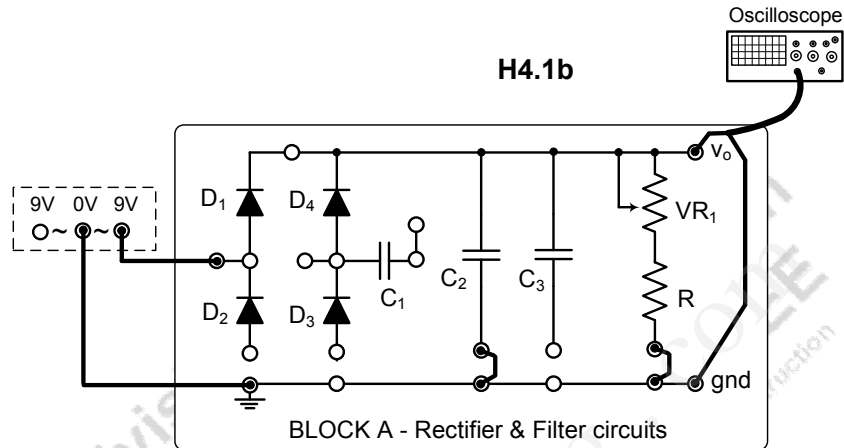 Oscilloscope
H4.1b
9V 0V 9V
~ ~
D1
D4
D2
D3
C1
C2
C3
VR1
R
vo
gnd
BLOCK A - Rectifier & Filter circuits